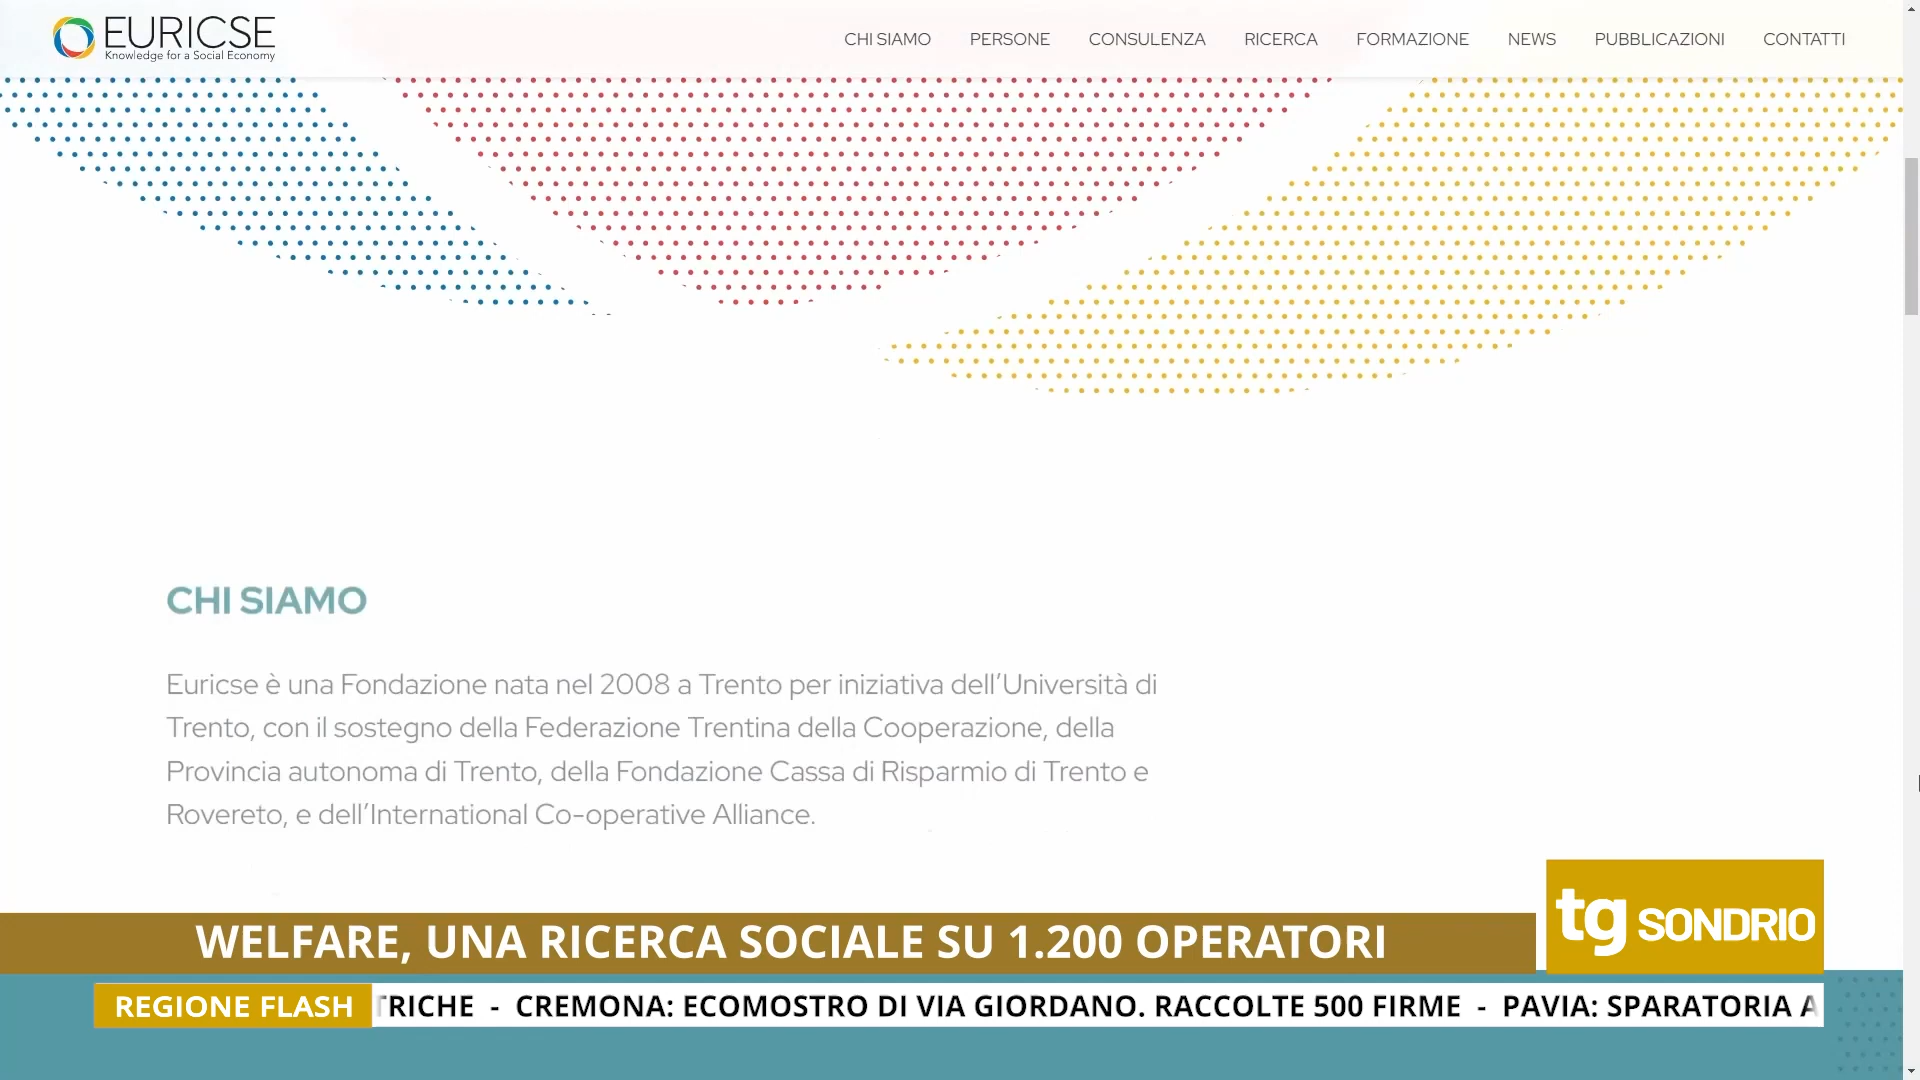 EURICSE
Knowledge for a Social Economy
CHI SIAMO PERSONE CONSULENZA RICERCA FORMAZIONE NEWS PUBBLICAZIONI CONTATTI
CHI SIAMO
Euricse è una Fondazione nata nel 2008 a Trento per iniziativa dell’Università di
Trento, con il sostegno della Federazione Trentina della Cooperazione, della
Provincia autonoma di Trento, della Fondazione Cassa di Risparmio di Trento e
Rovereto, e dell’International Co-operative Alliance.
WELFARE, UNA RICERCA SOCIALE SU 1.200 OPERATORI
tg SONDRIO
REGIONE FLASH
TRICHE - CREMONA: ECOMOSTRO DI VIA GIORDANO. RACCOLTE 500 FIRME - PAVIA: SPARATORIA A